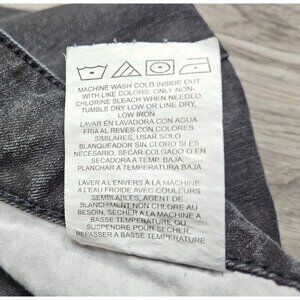 MACHINE WASH COLD INSIDE OUT
WITH LIKE COLORS, ONLY NON-
CHLORINE BLEACH WHEN NEEDED,
TUMBLE DRY LOW OR LINE DRY,
LOW IRON
LAVAR EN LAVADORA CON AGUA
FRIA AL REVES CON COLORES
SIMILARES, USAR SOLO
BLANQUEADOR SIN CLORO SI ES
NECESARIO, SECAR COLGADO O EN
SECADORA A TEMP. BAJA,
PLANCHAR A TEMPERATURA BAJA
LAVER A L'ENVERS A LA MACHINE
A L'EAU FROIDE AVEC COULEURS
SEMBLABLES, AGENT DE
BLANCHIMENT NON CHLORE AU
BESOIN, SECHER A LA MACHINE A
BASSE TEMPERATURE OU
SUSPENDRE POUR SECHER,
REPASSER A BASSE TEMPERATURE